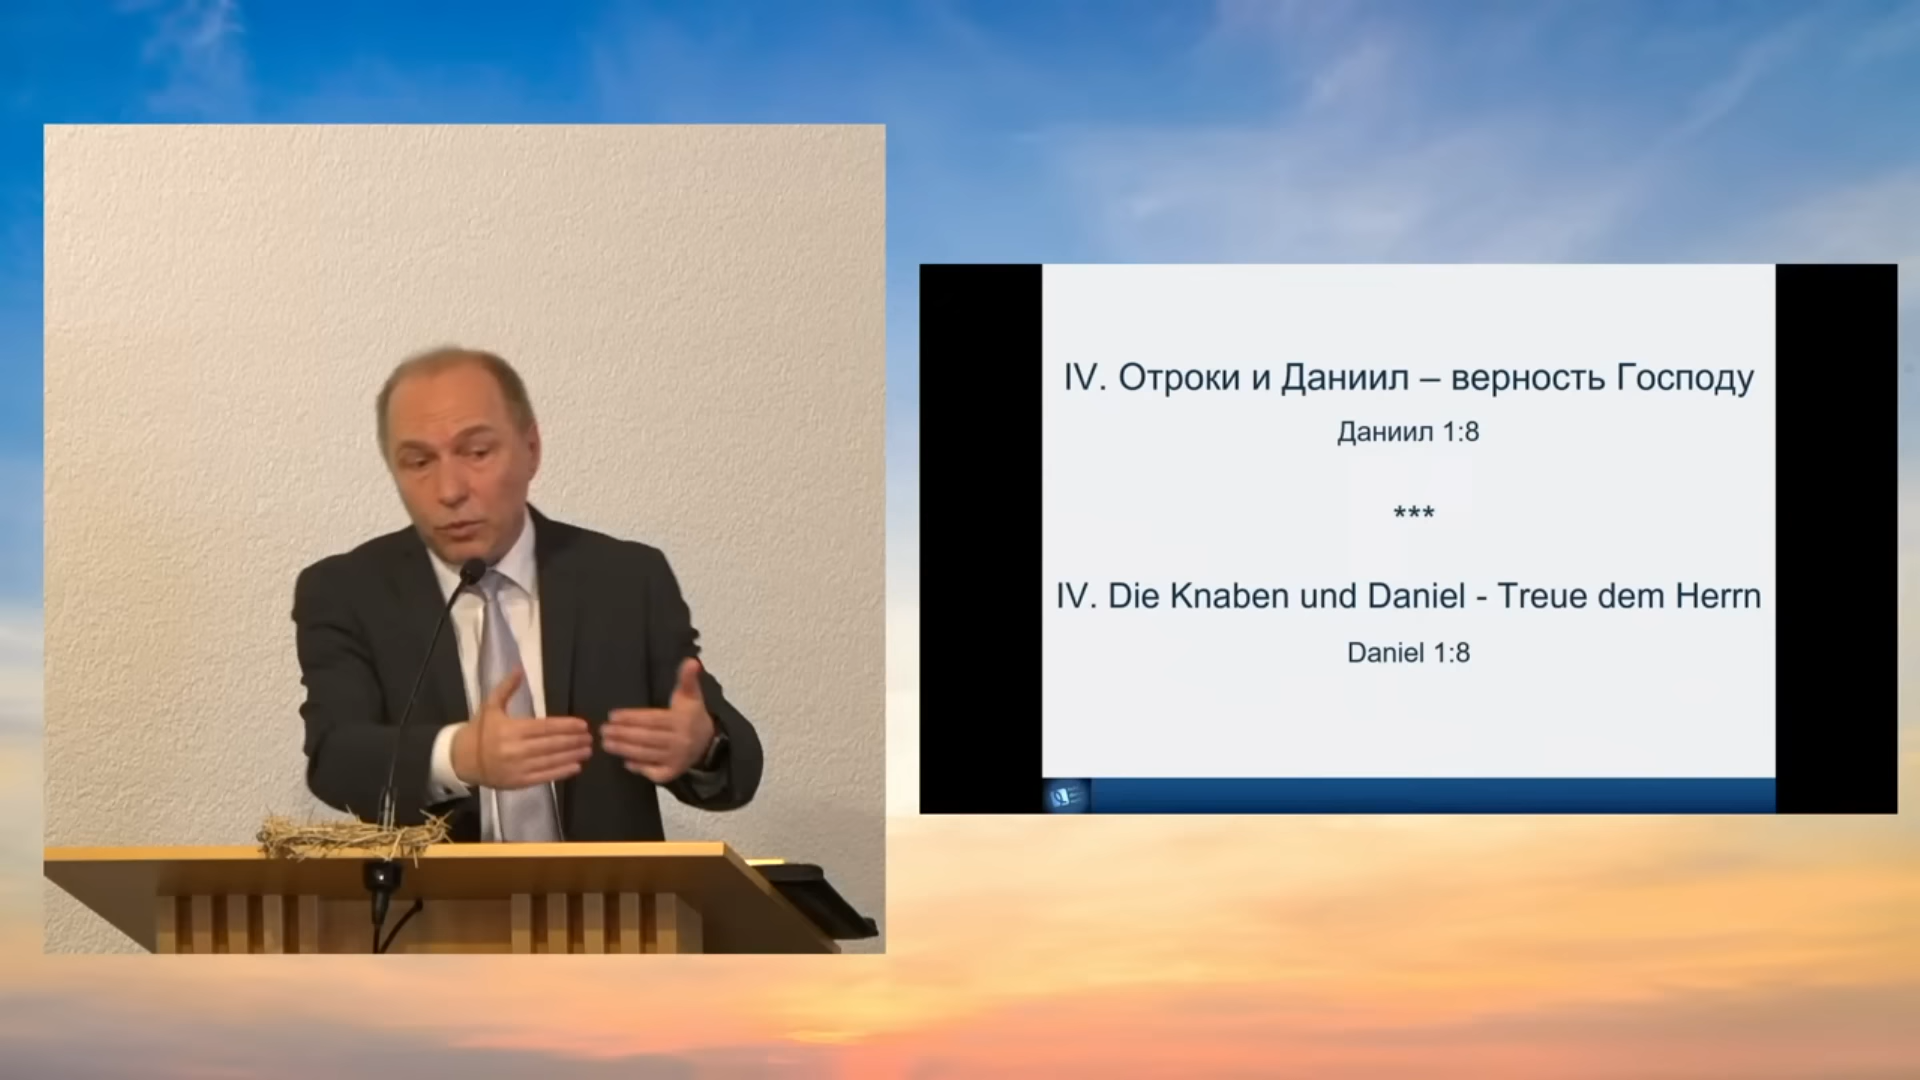 IV. Отроки и Даниил – верность Господу
Даниил 1:8
***
IV. Die Knaben und Daniel - Treue dem Herrn
Daniel 1:8